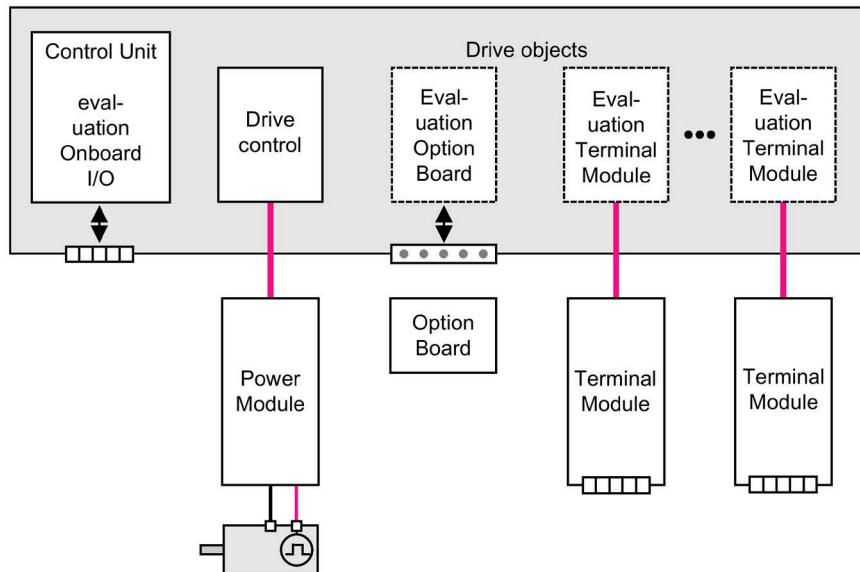 Drive objects
Control Unit
eval-
uation
Onboard
I/O
Drive
control
Eval-
uation
Option
Board
Eval-
uation
Terminal
Module
Eval-
uation
Terminal
Module
Power
Module
Option
Board
Terminal
Module
Terminal
Module